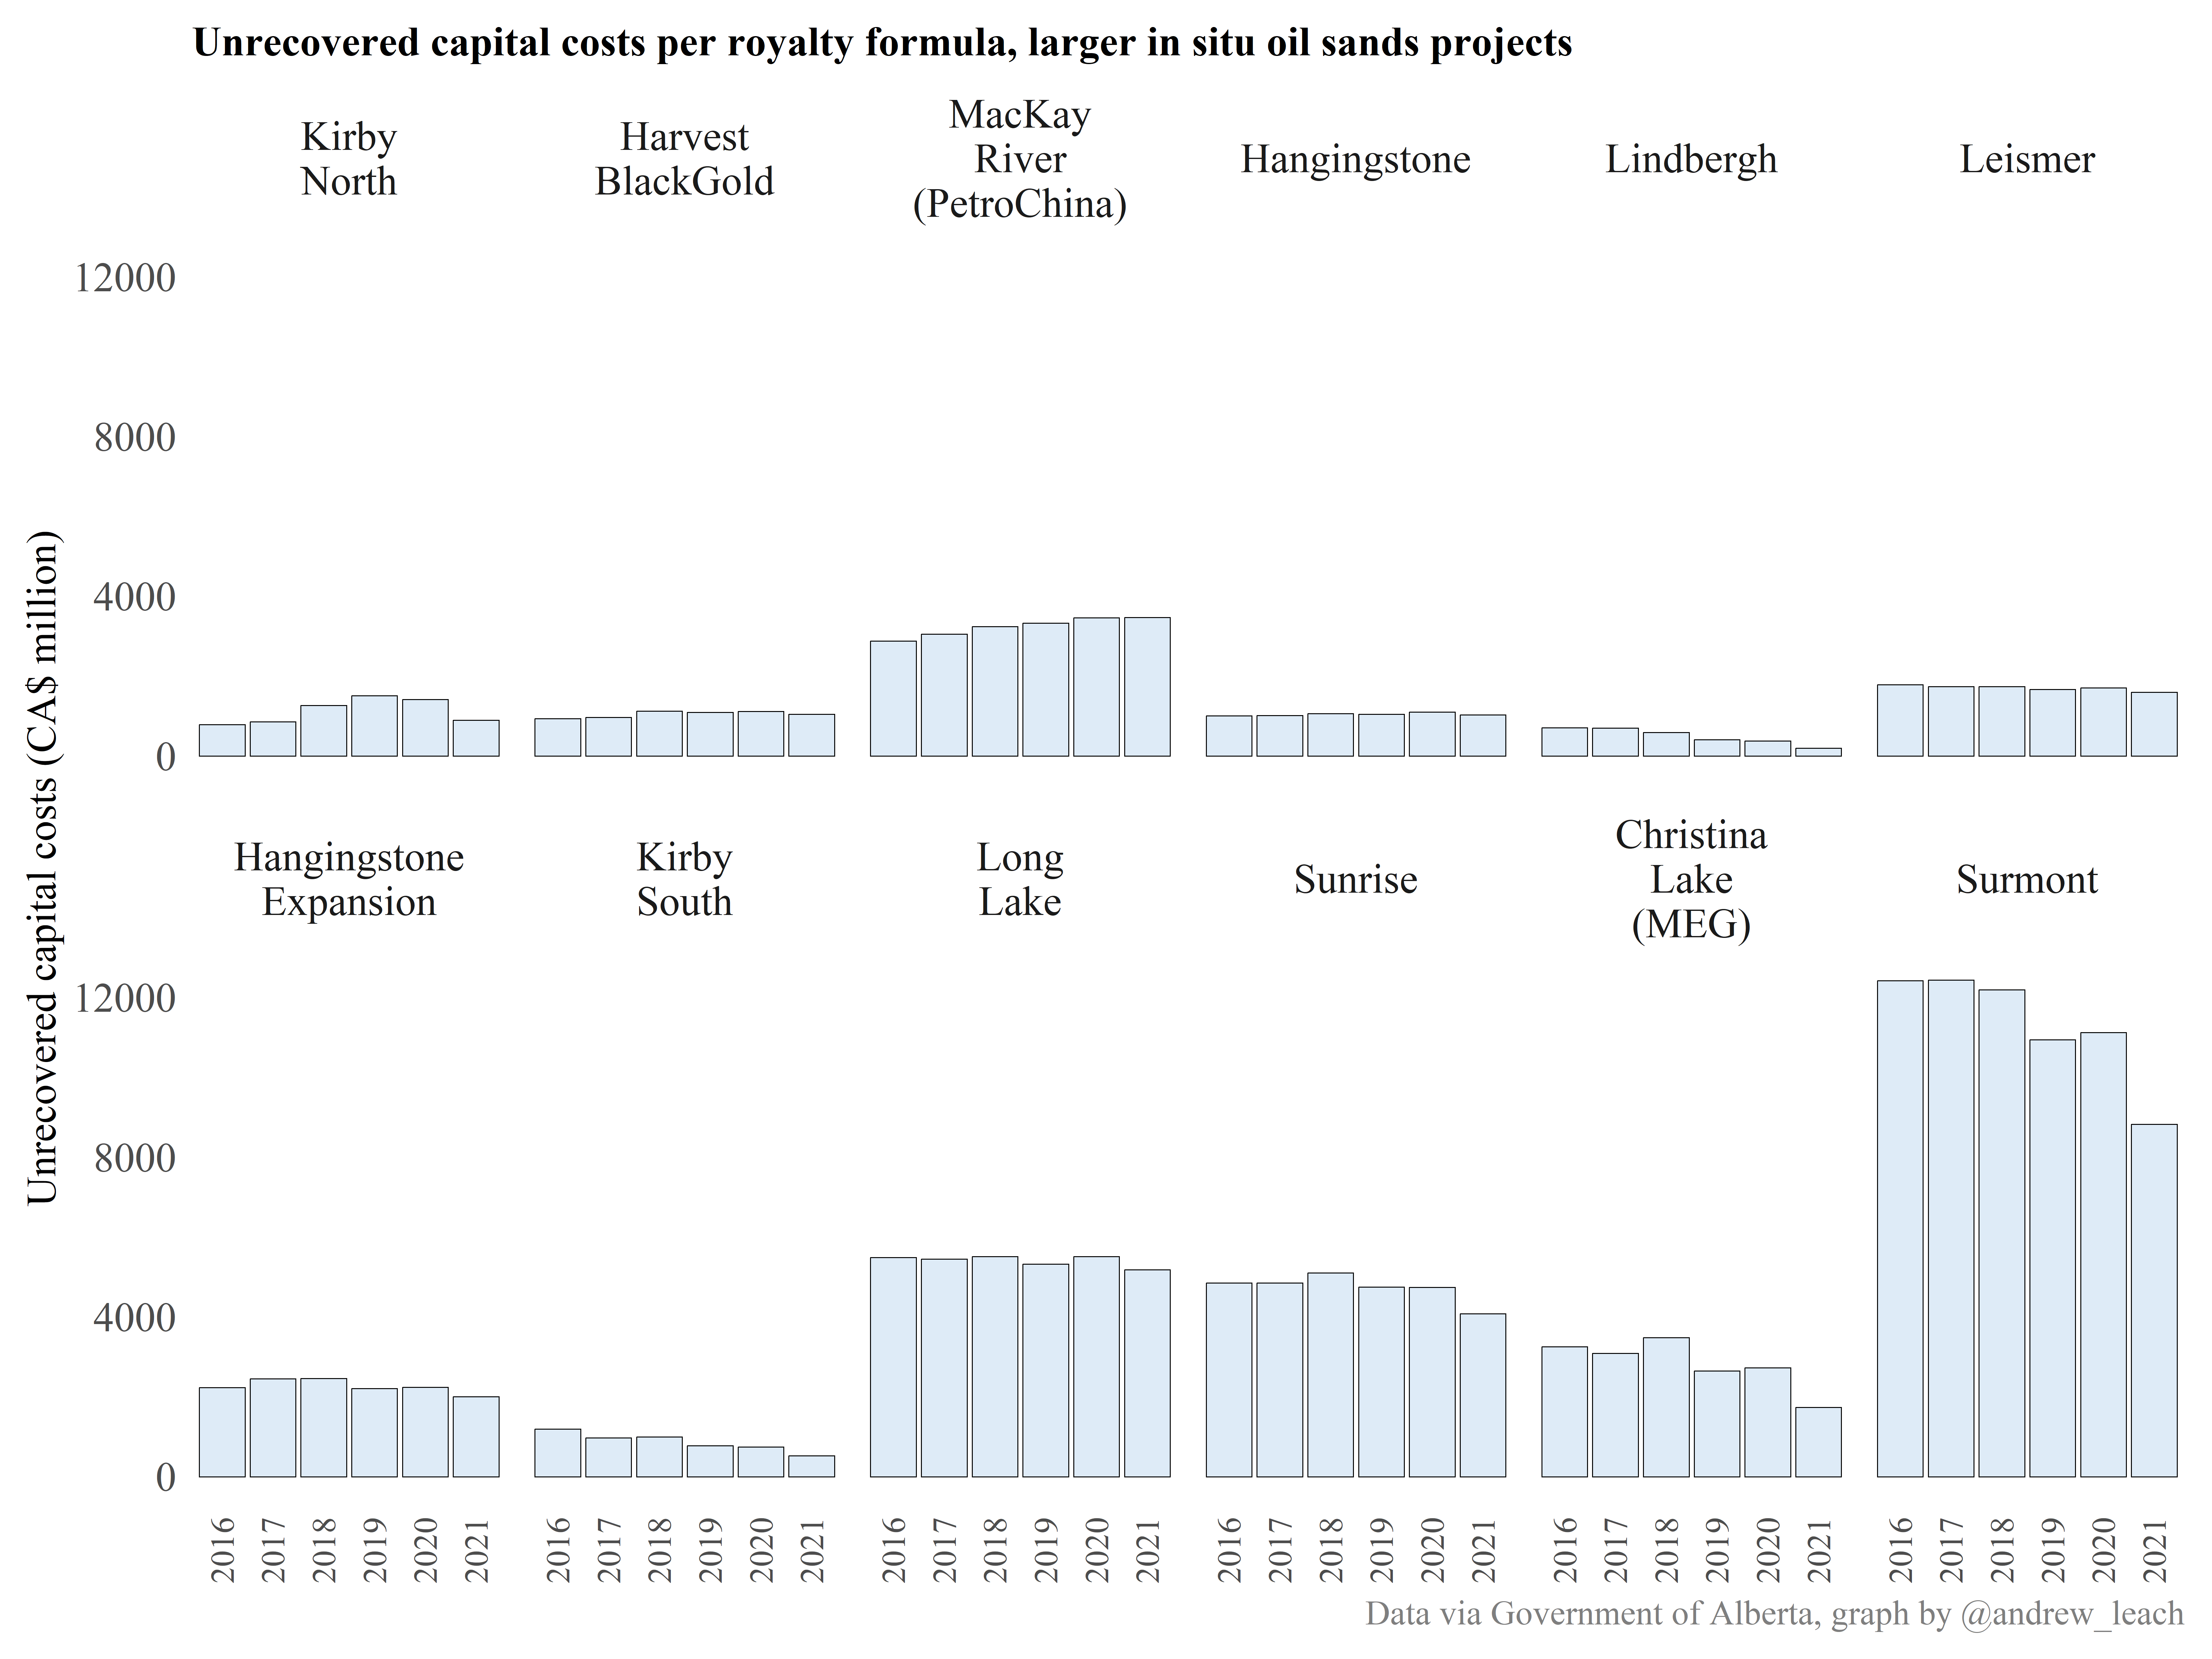 Unrecovered capital costs per royalty formula, larger in situ oil sands projects
Kirby
North
Harvest
BlackGold
MacKay
River
(PetroChina)
Hangingstone
Lindbergh
Leismer
12000
8000
4000
0
Unrecovered capital costs (CA$ million)
Hangingstone
Expansion
Kirby
South
Long
Lake
Sunrise
Christina
Lake
(MEG)
Surmont
12000
8000
4000
0
2016 2017 2018 2019 2020 2021
2016 2017 2018 2019 2020 2021
2016 2017 2018 2019 2020 2021
2016 2017 2018 2019 2020 2021
2016 2017 2018 2019 2020 2021
2016 2017 2018 2019 2020 2021
Data via Government of Alberta, graph by @andrew_leach